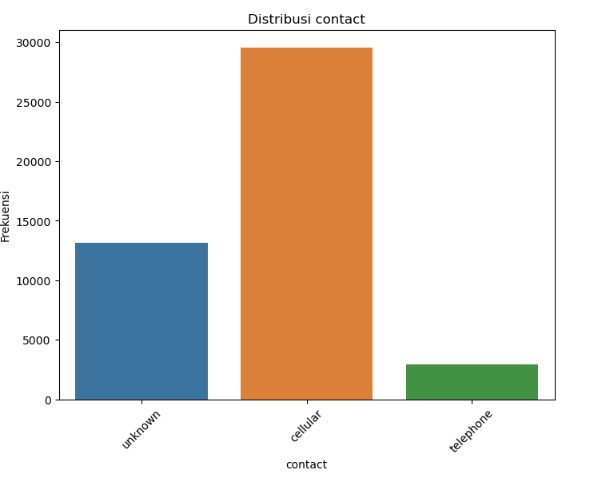 Distribusi contact
30000
25000
20000
15000
10000
5000
0
Frekuensi
unknown
cellular
telephone
contact